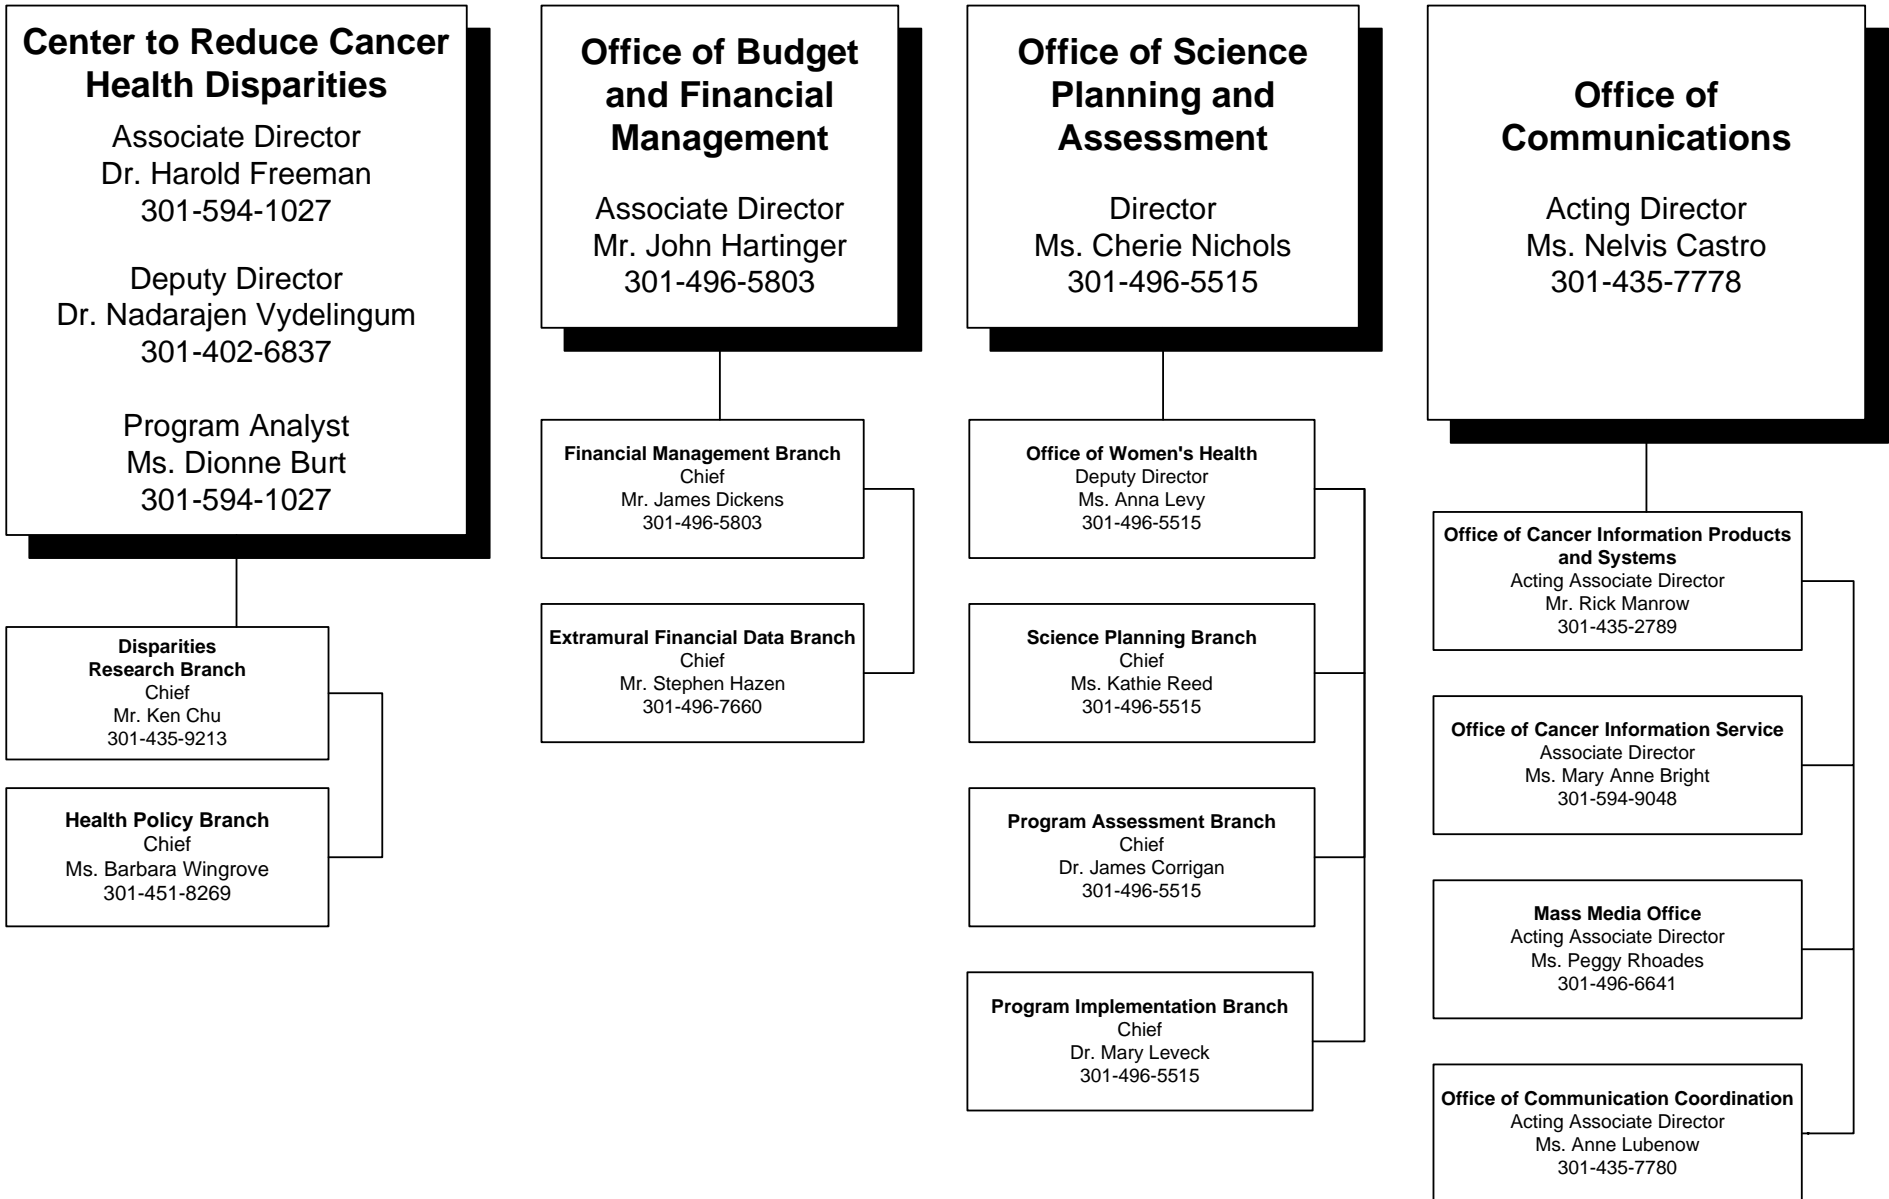 Center to Reduce Cancer
Health Disparities
Associate Director
Dr. Harold Freeman
301-594-1027
Deputy Director
Dr. Nadarajen Vydelingum
301-402-6837
Program Analyst
Ms. Dionne Burt
301-594-1027
Disparities
Research Branch
Chief
Mr. Ken Chu
301-435-9213
Health Policy Branch
Chief
Ms. Barbara Wingrove
301-451-8269
Office of Budget
and Financial
Management
Associate Director
Mr. John Hartinger
301-496-5803
Financial Management Branch
Chief
Mr. James Dickens
301-496-5803
Extramural Financial Data Branch
Chief
Mr. Stephen Hazen
301-496-7660
Office of Science
Planning and
Assessment
Director
Ms. Cherie Nichols
301-496-5515
Office of Women's Health
Deputy Director
Ms. Anna Levy
301-496-5515
Science Planning Branch
Chief
Ms. Kathie Reed
301-496-5515
Program Assessment Branch
Chief
Dr. James Corrigan
301-496-5515
Program Implementation Branch
Chief
Dr. Mary Leveck
301-496-5515
Office of
Communications
Acting Director
Ms. Nelvis Castro
301-435-7778
Office of Cancer Information Products
and Systems
Acting Associate Director
Mr. Rick Manrow
301-435-2789
Office of Cancer Information Service
Associate Director
Ms. Mary Anne Bright
301-594-9048
Mass Media Office
Acting Associate Director
Ms. Peggy Rhoades
301-496-6641
Office of Communication Coordination
Acting Associate Director
Ms. Anne Lubenow
301-435-7780